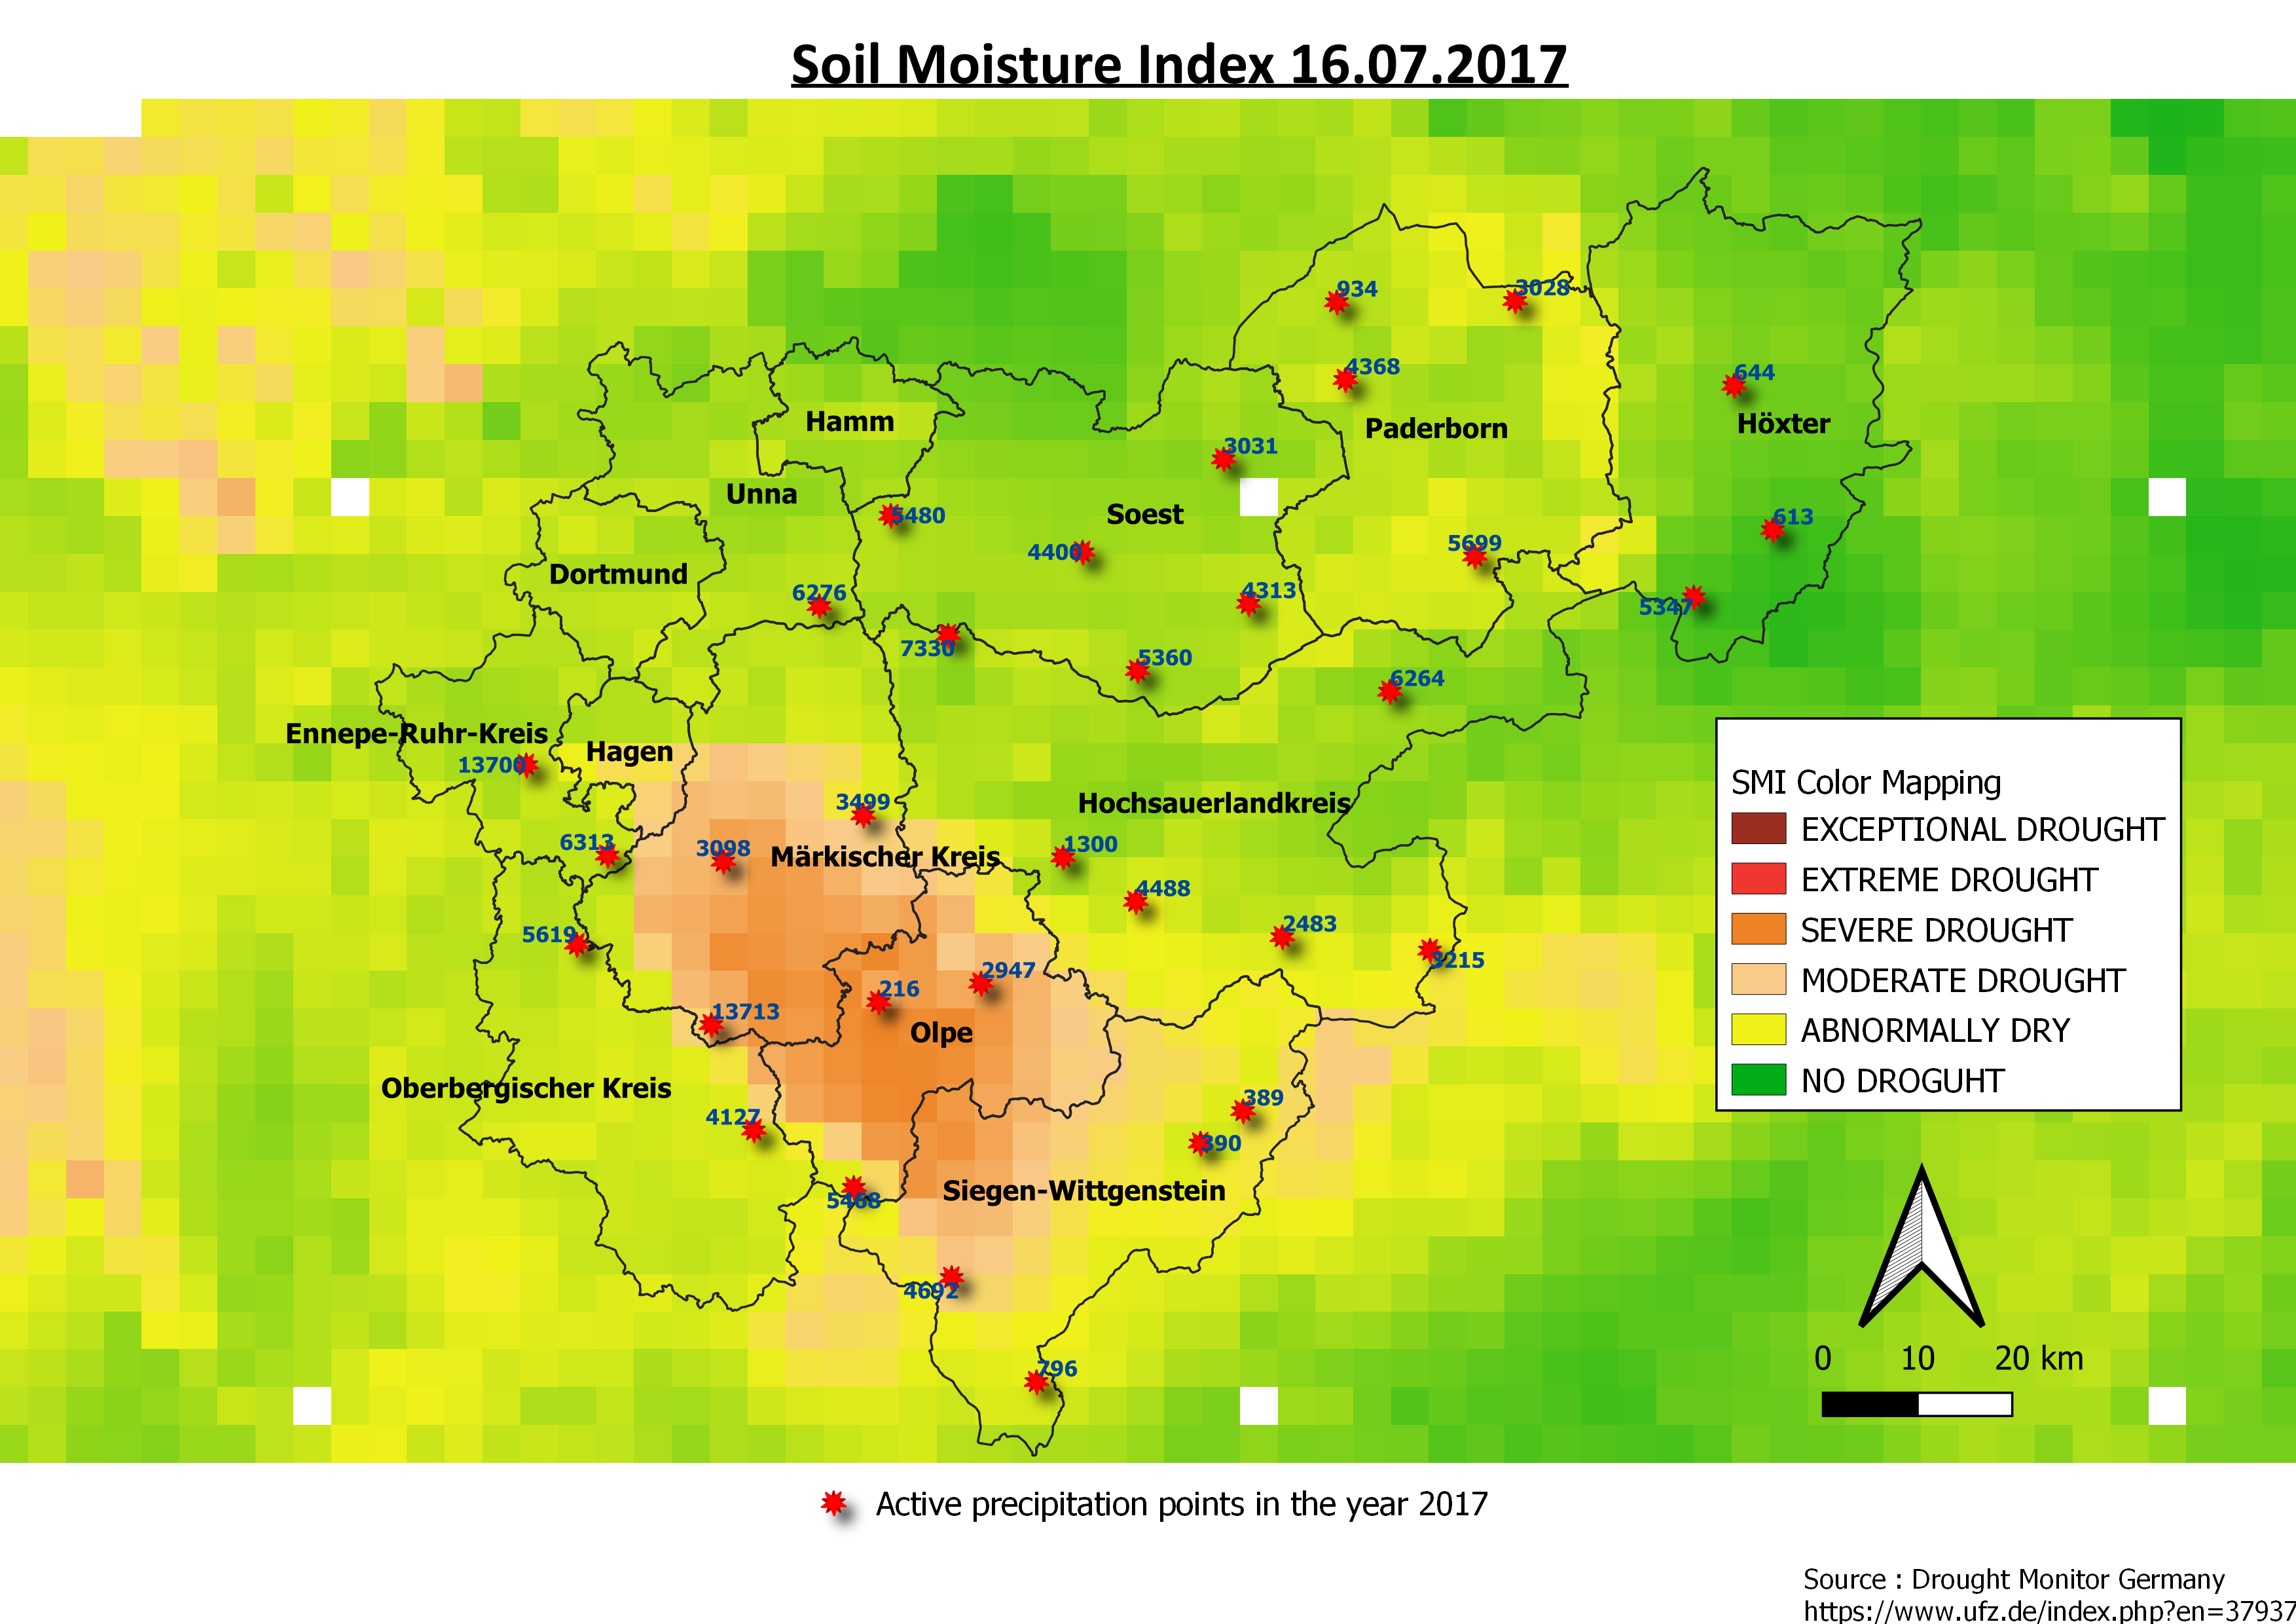 Soil Moisture Index 16.07.2017
934
3028
4368
644
Hamm
Paderborn
Höxter
3031
Unna
5480
Soest
613
4400
5699
Dortmund
6276
4313
5347
7330
5360
6264
Ennepe-Ruhr-Kreis
Hagen
13700
SMI Color Mapping
EXCEPTIONAL DROUGHT
EXTREME DROUGHT
SEVERE DROUGHT
MODERATE DROUGHT
ABNORMALLY DRY
NO DROGUHT
3499
Hochsauerlandkreis
6313
3098
Märkischer Kreis
1300
4488
5619
2483
3215
2947
216
13713
Olpe
Oberbergischer Kreis
389
4127
390
5468
Siegen-Wittgenstein
4692
796
0 10 20 km
Active precipitation points in the year 2017
Source : Drought Monitor Germany
https://www.ufz.de/index.php?en=37937